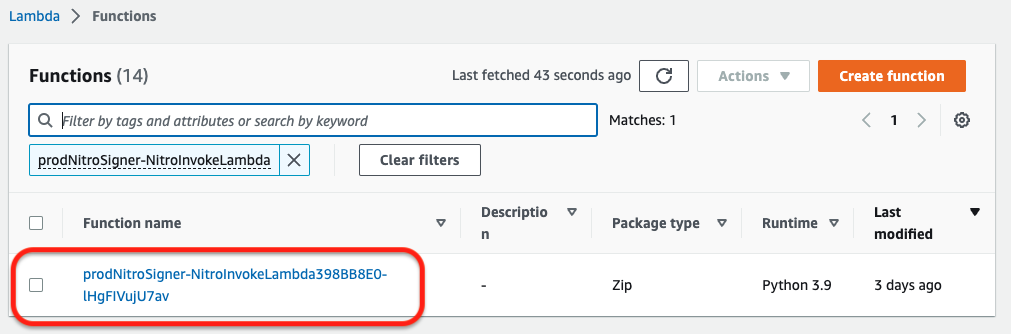 Lambda > Functions
Functions (14)
Last fetched 43 seconds ago
Actions
Create function
Filter by tags and attributes or search by keyword
Matches: 1
1
prodNitroSigner-NitroInvokeLambda
Clear filters
Function name
Descriptio
n
Package type
Runtime
Last
modified
prodNitroSigner-NitroInvokeLambda398BB8E0-
lHgFIVujU7av
-
Zip
Python 3.9
3 days ago